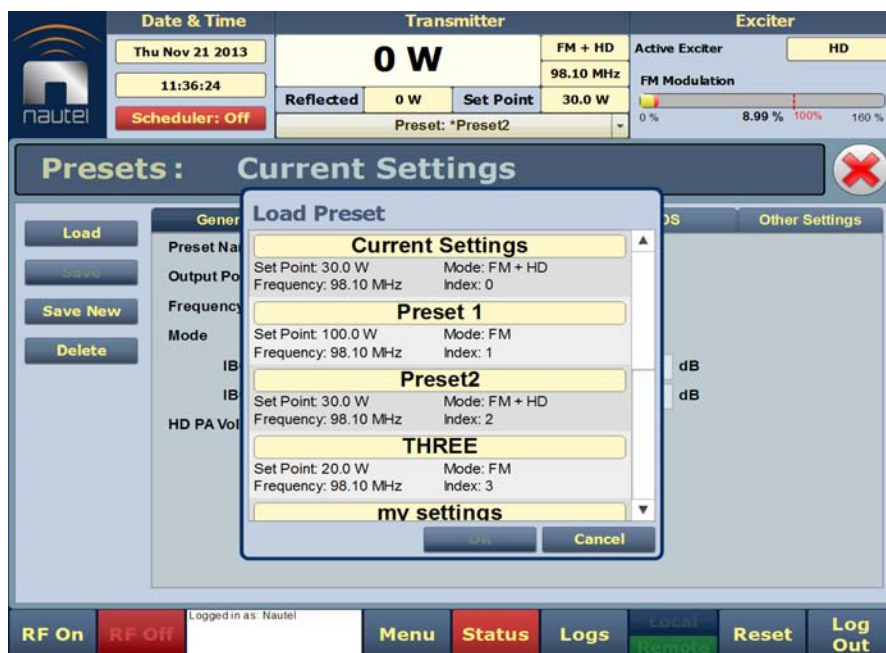 Date & Time
Transmitter
Exciter
nautel
Thu Nov 21 2013
11:36:24
Scheduler: Off
0 W
FM + HD
98.10 MHz
Reflected 0 W Set Point 30.0 W
Preset: *Preset2
Active Exciter HD
FM Modulation
0 % 8.99 % 100% 160 %
Presets : Current Settings
Load
Save
Save New
Delete
Gener
DS
Other Settings
Preset Na
Output Po
Frequency
Mode
IB
dB
IB
dB
HD PA Vol
Load Preset
Current Settings
Set Point: 30.0 W Mode: FM + HD
Frequency: 98.10 MHz Index: 0
Preset 1
Set Point: 100.0 W Mode: FM
Frequency: 98.10 MHz Index: 1
Preset2
Set Point: 30.0 W Mode: FM + HD
Frequency: 98.10 MHz Index: 2
THREE
Set Point: 20.0 W Mode: FM
Frequency: 98.10 MHz Index: 3
my settings
OK
Cancel
RF On
RF Off
Logged in as: Nautel
Menu
Status
Logs
Local
Remote
Reset
Log
Out